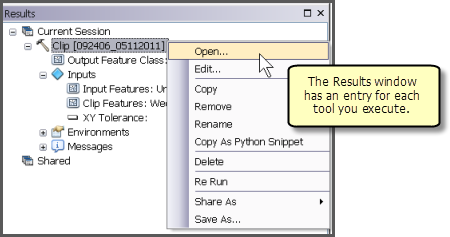 Results
Current Session
Clip [092406_05112011]
Output Feature Class:
Inputs
Input Features: Ur
Clip Features: Wee
XY Tolerance:
Environments
Messages
Shared
Open...
Edit...
Copy
Remove
Rename
Copy As Python Snippet
Delete
Re Run
Share As
Save As...
The Results window
has an entry for each
tool you execute.